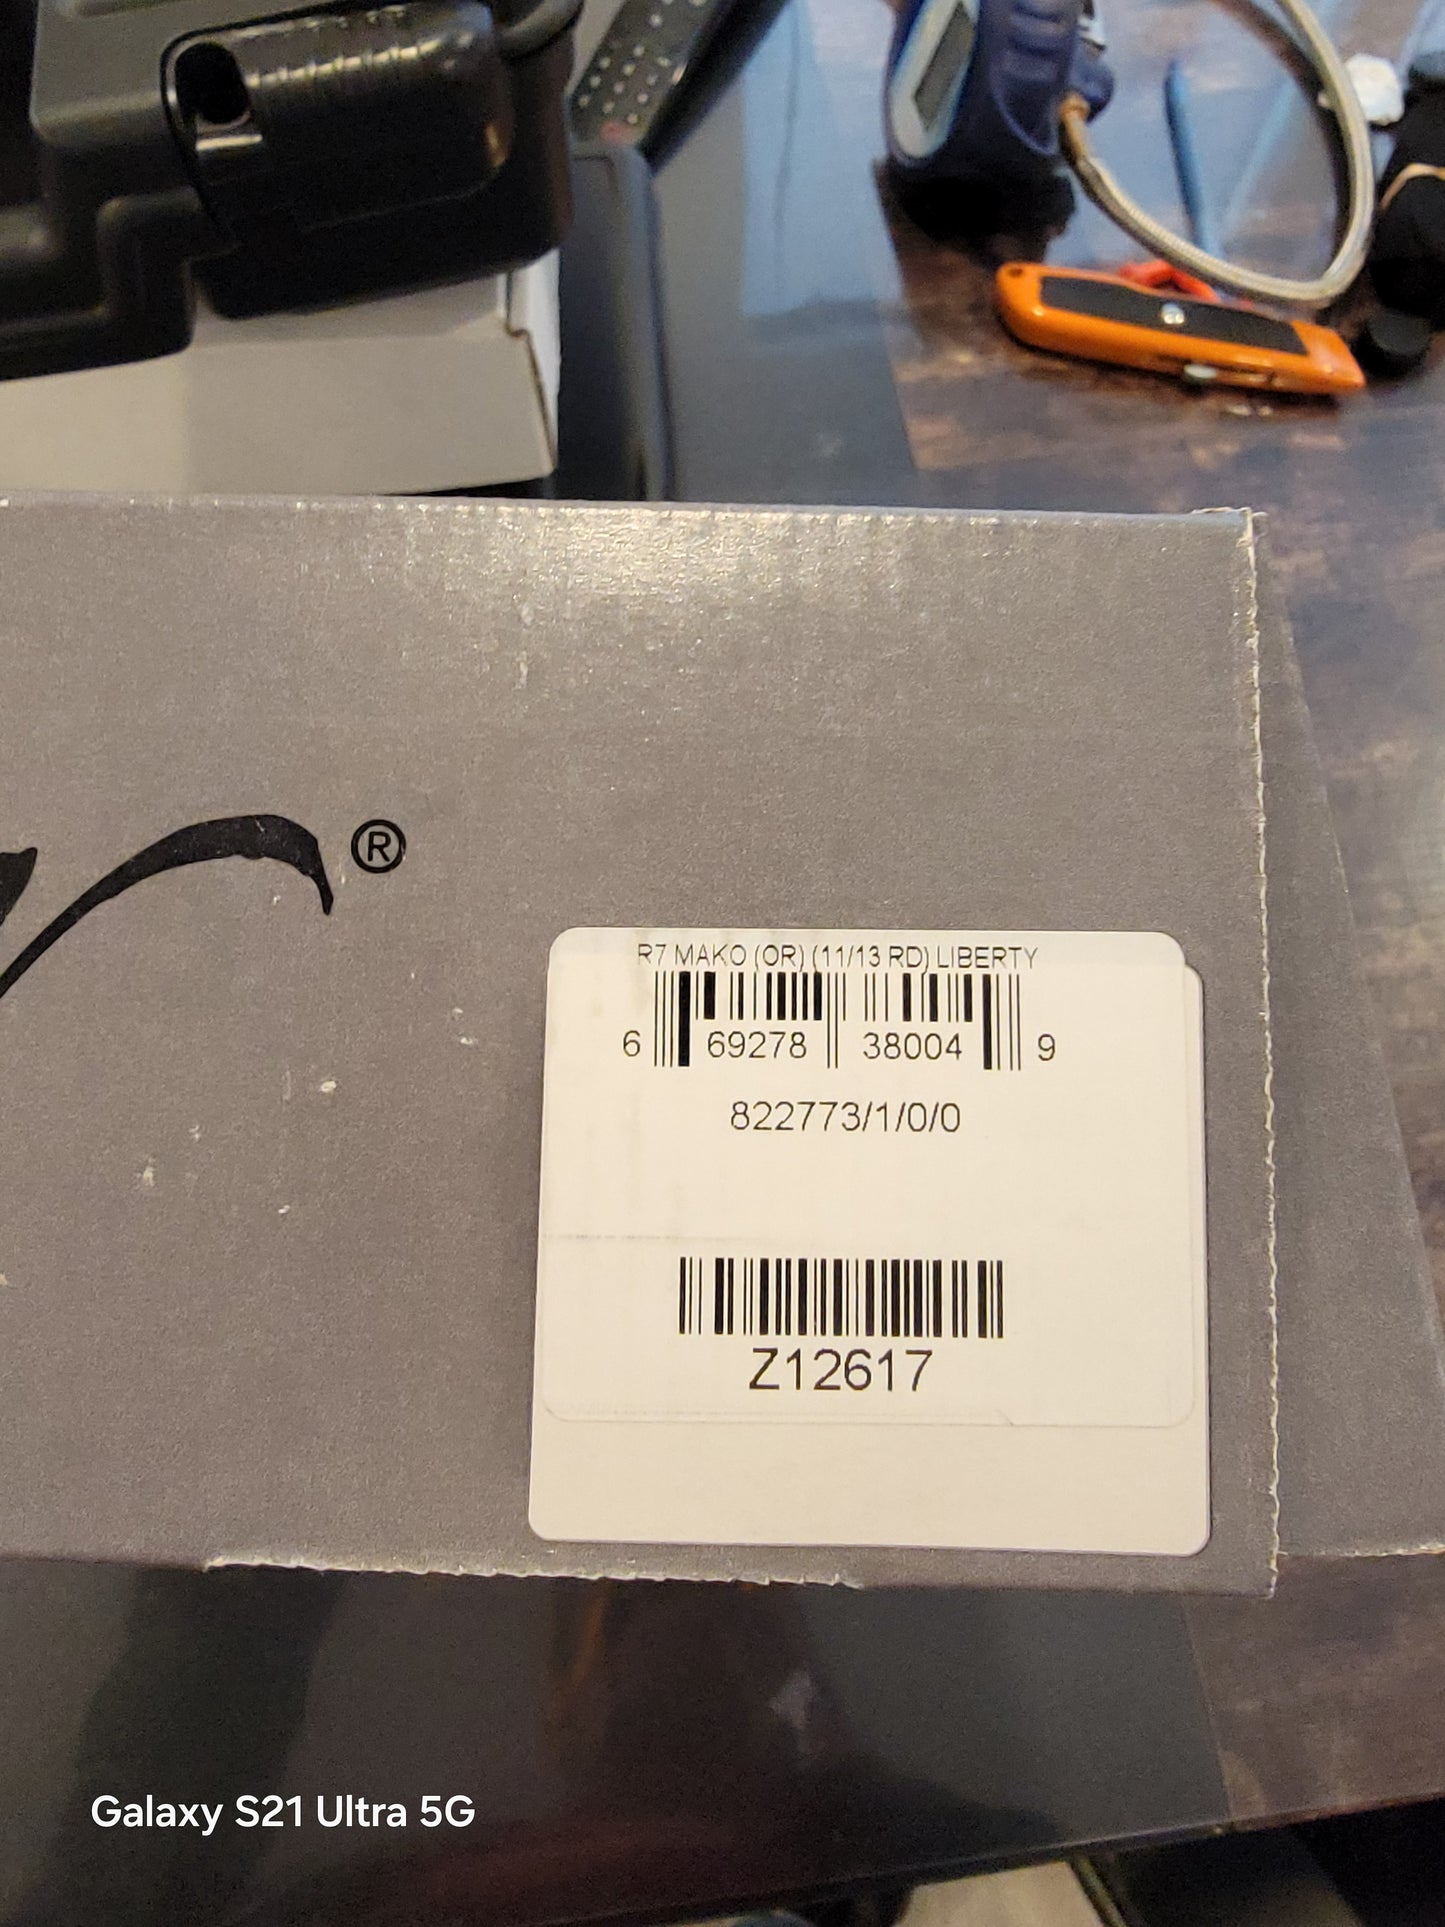 ®
R7 MAKO (OR) (11/13 RD) LIBERTY
6 69278 38004 9
822773/1/0/0
Z12617
Galaxy S21 Ultra 5G